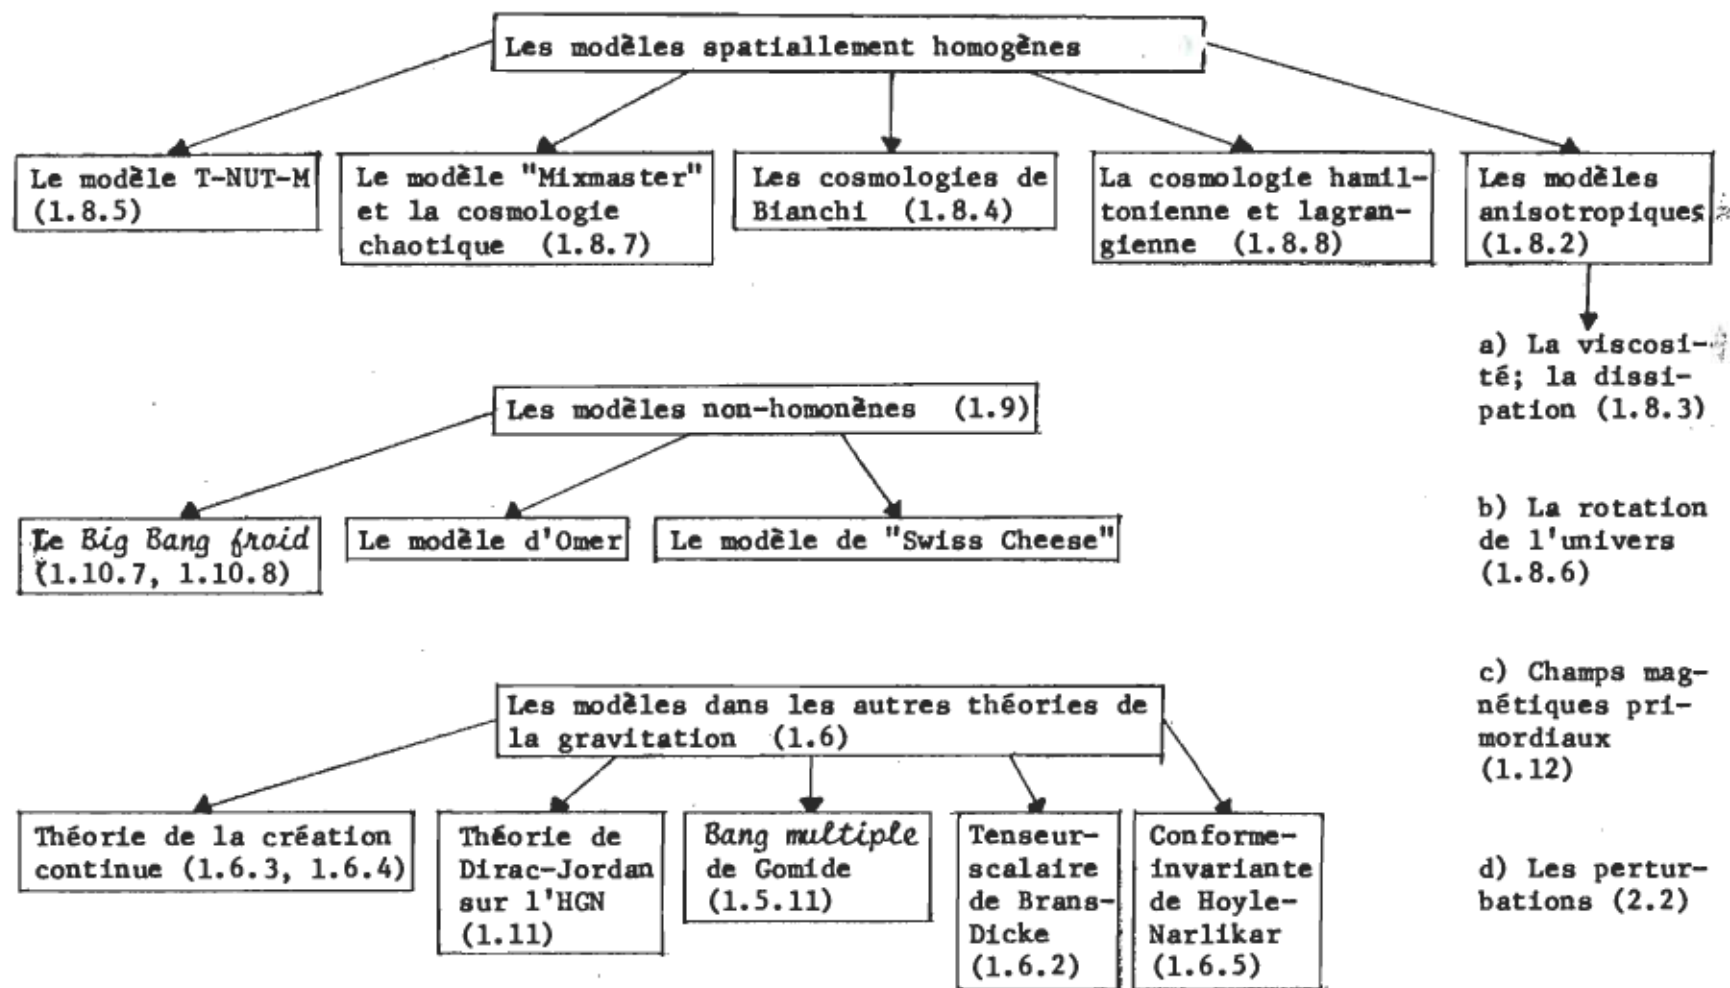 Les modèles spatiallement homogènes
Le modèle T-NUT-M
(1.8.5)
Le modèle "Mixmaster"
et la cosmologie
chaotique (1.8.7)
Les cosmologies de
Bianchi (1.8.4)
La cosmologie hamil-
tonienne et lagran-
gienne (1.8.8)
Les modèles
anisotropiques
(1.8.2)
a) La viscosi-
té; la dissi-
pation (1.8.3)
b) La rotation
de l'univers
(1.8.6)
c) Champs mag-
nétiques pri-
mordiaux
(1.12)
d) Les pertur-
bations (2.2)
Les modèles non-homonènes (1.9)
Le Big Bang froid
(1.10.7, 1.10.8)
Le modèle d'Omer
Le modèle de "Swiss Cheese"
Les modèles dans les autres théories de
la gravitation (1.6)
Théorie de la création
continue (1.6.3, 1.6.4)
Théorie de
Dirac-Jordan
sur l'HGN
(1.11)
Bang multiple
de Gomide
(1.5.11)
Tenseur-
scalaire
de Brans-
Dicke
(1.6.2)
Conforme-
invariante
de Hoyle-
Narlikar
(1.6.5)